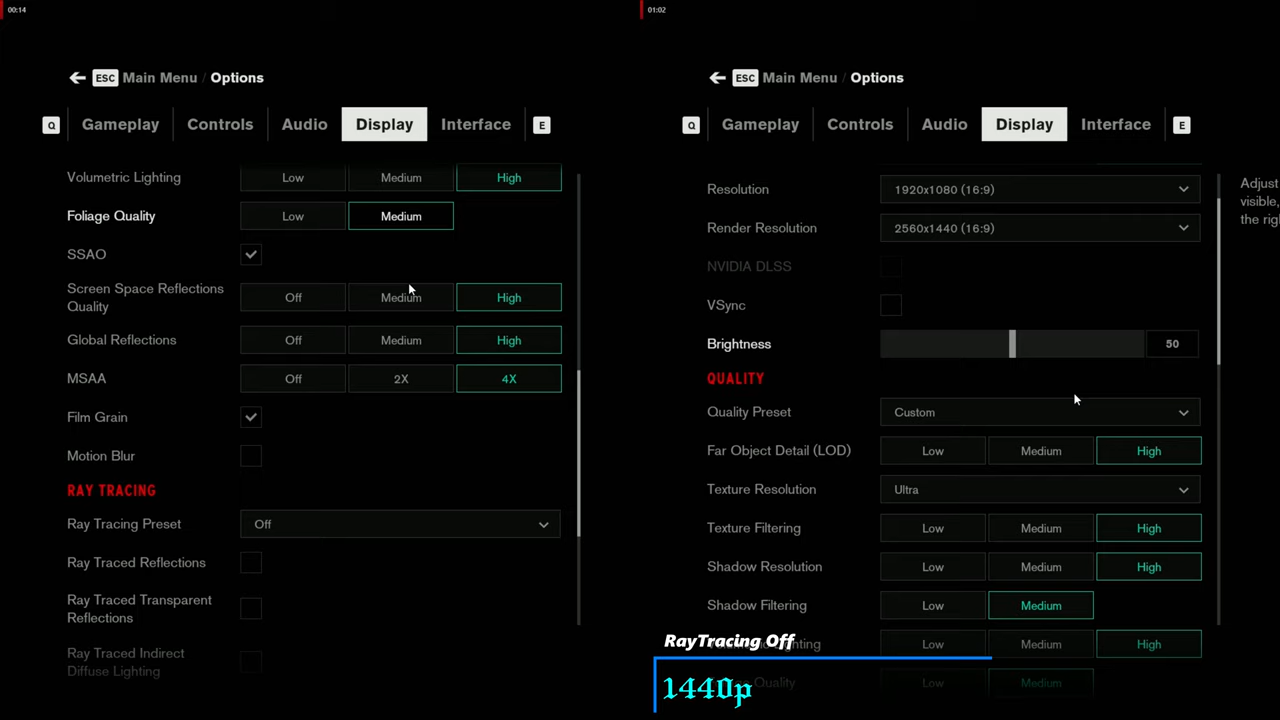 00:14
ESC Main Menu / Options
Q Gameplay Controls Audio Display Interface E
Volumetric Lighting Low Medium High
Foliage Quality Low Medium
SSAO
Screen Space Reflections
Quality Off Medium High
Global Reflections Off Medium High
MSAA Off 2X 4X
Film Grain
Motion Blur
RAY TRACING
Ray Tracing Preset Off
Ray Traced Reflections
Ray Traced Transparent
Reflections
Ray Traced Indirect
Diffuse Lighting
01:02
ESC Main Menu / Options
Q Gameplay Controls Audio Display Interface E
Resolution 1920x1080 (16:9)
Render Resolution 2560x1440 (16:9)
NVIDIA DLSS
VSync
Brightness 50
QUALITY
Quality Preset Custom
Far Object Detail (LOD) Low Medium High
Texture Resolution Ultra
Texture Filtering Low Medium High
Shadow Resolution Low Medium High
Shadow Filtering Low Medium
Low Medium High
Quality Low Medium
Adjust
visible,
the righ
RayTracing Off
1440p